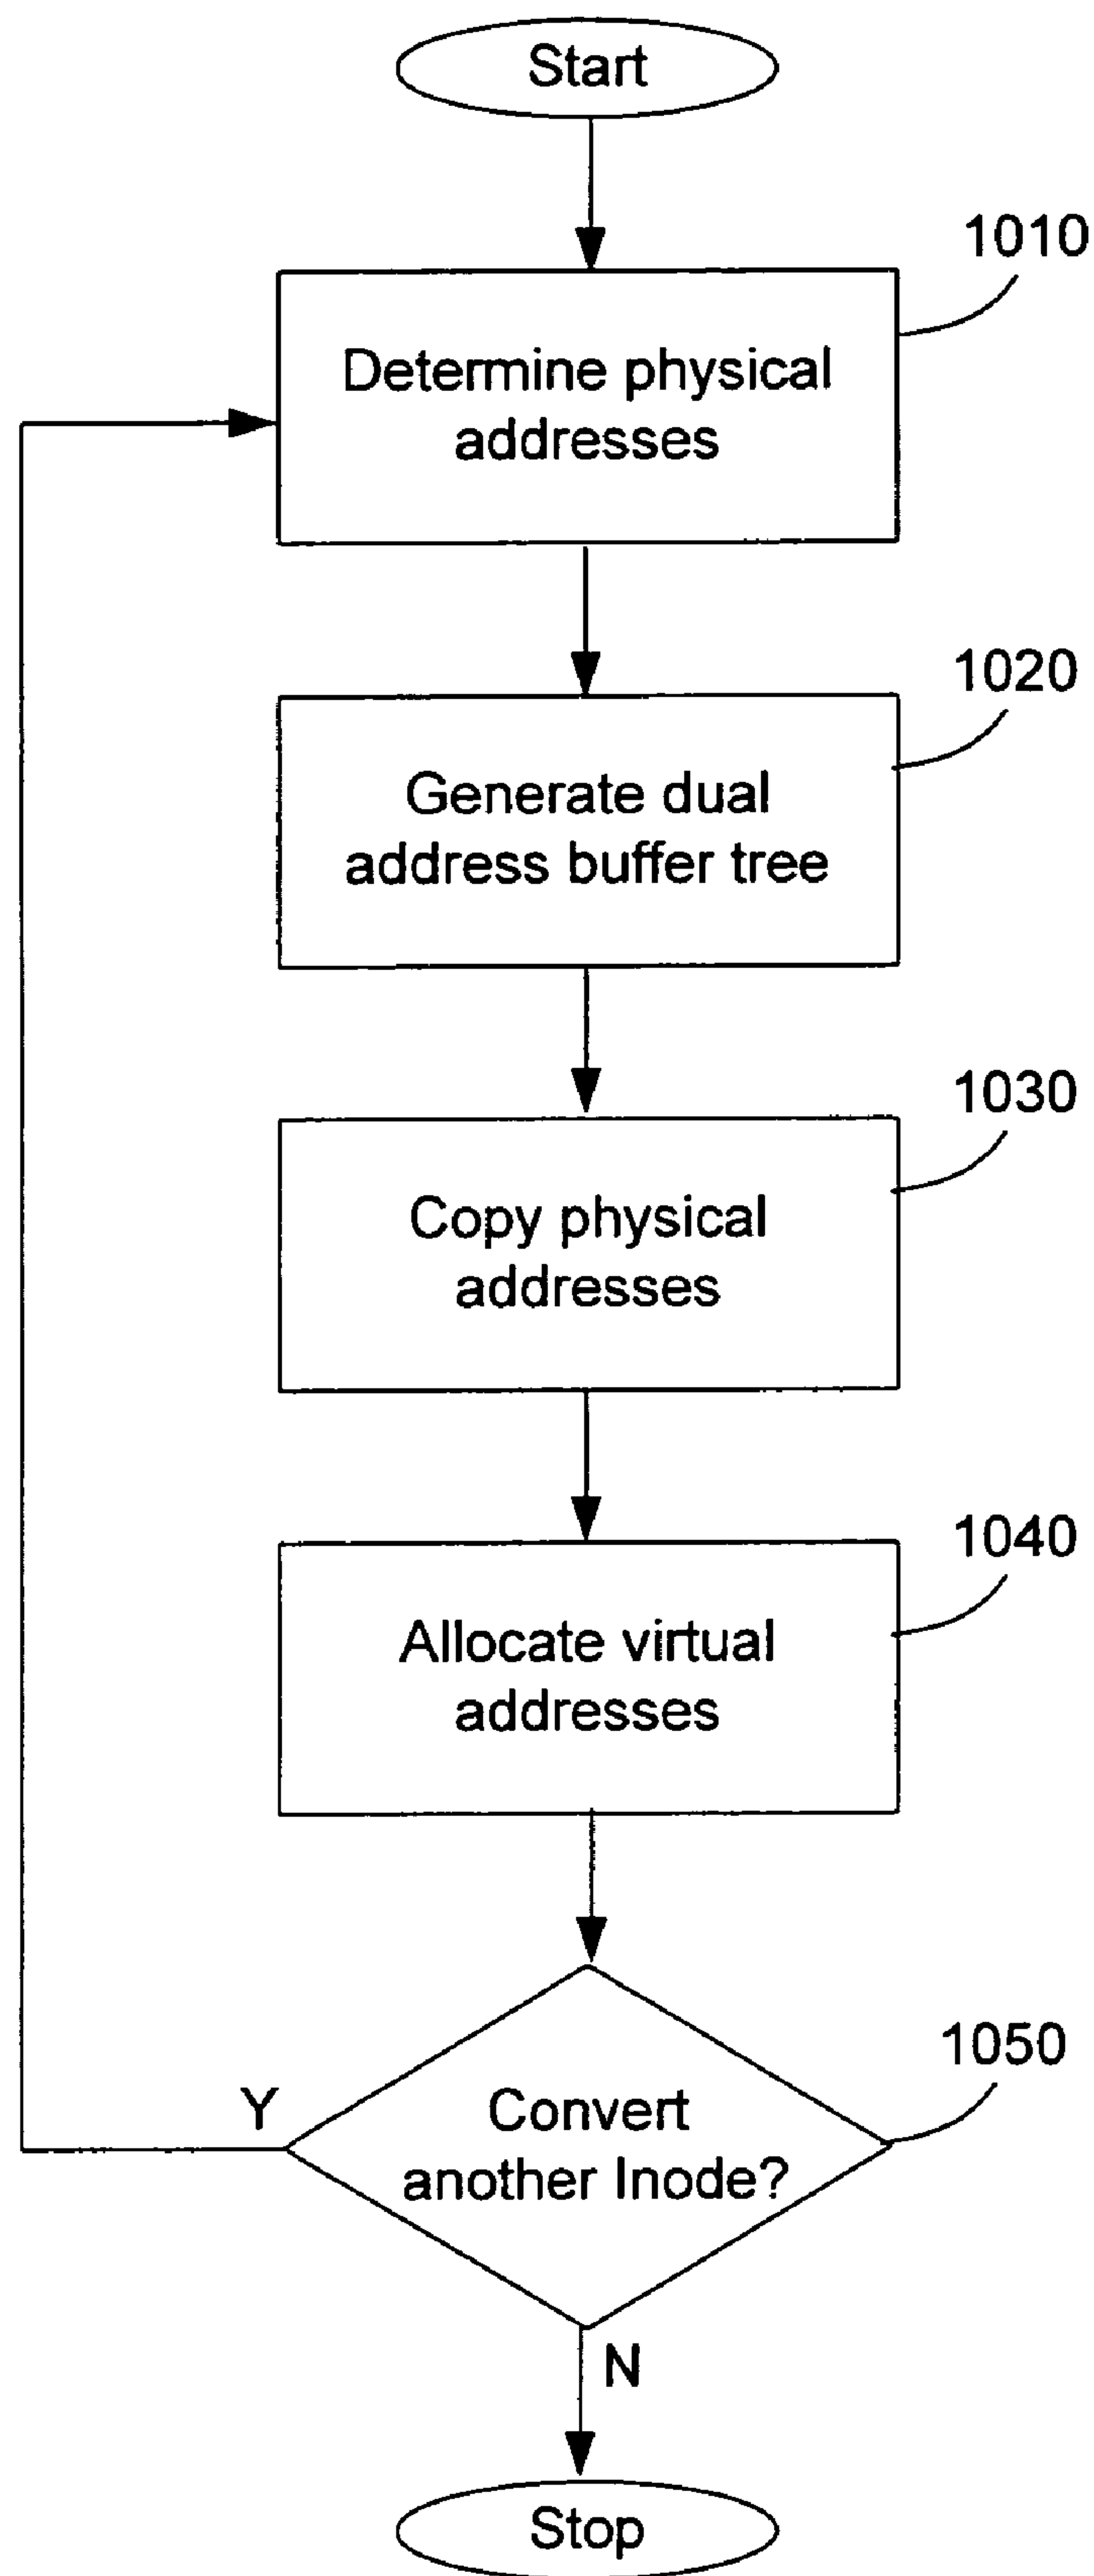 Start
1010
Determine physical
addresses
1020
Generate dual
address buffer tree
1030
Copy physical
addresses
1040
Allocate virtual
addresses
1050
Y
Convert
another Inode?
N
Stop